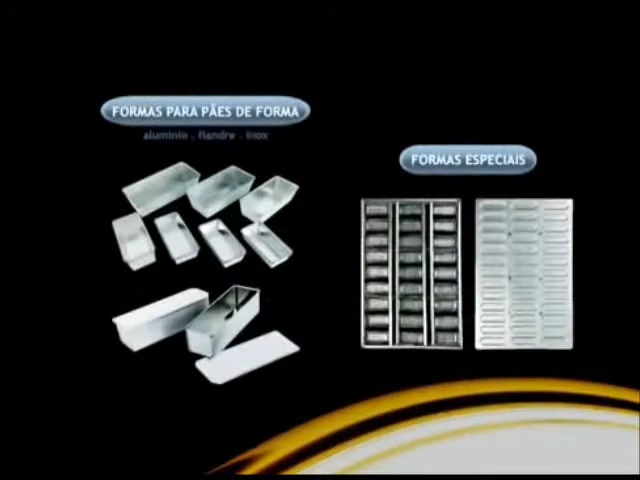 FORMAS PARA PÃES DE FORMA
alumínio . flandre . inox
FORMAS ESPECIAIS